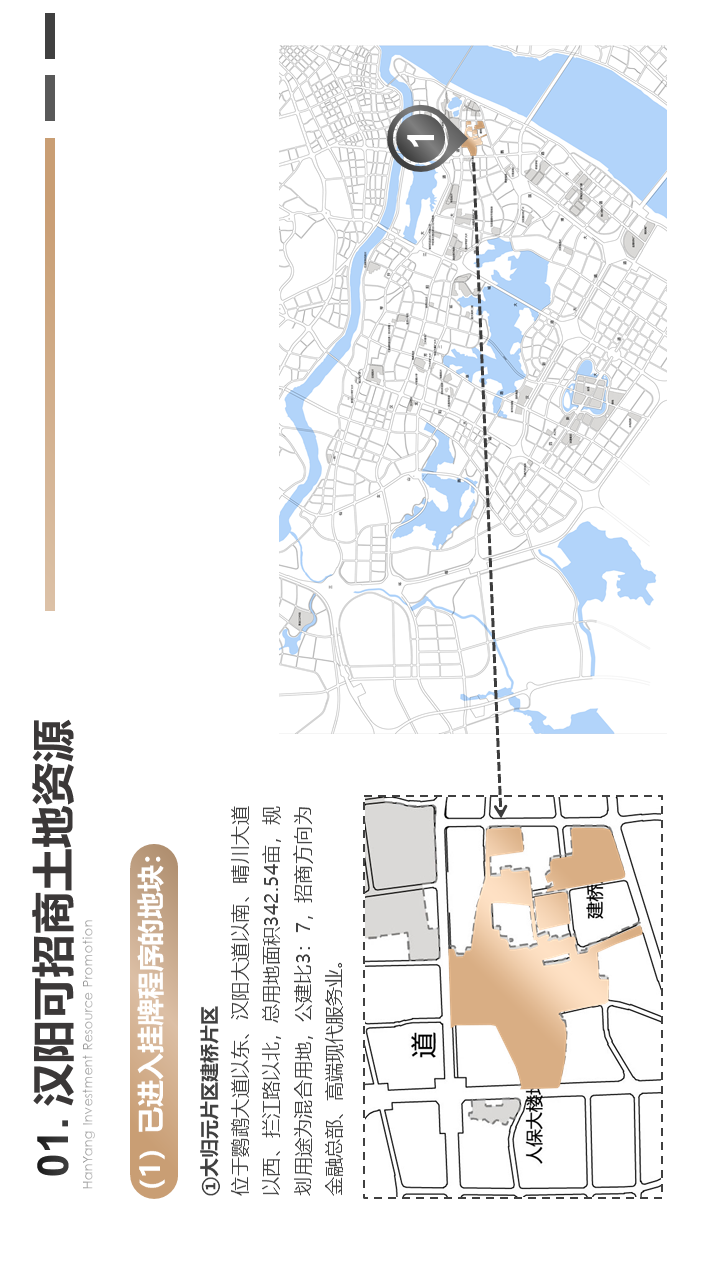 01. 汉阳可招商土地资源
HanYang Investment Resource Promotion
（1）已进入挂牌程序的地块：
①大归元片区建桥片区
位于鹦鹉大道以东、汉阳大道以南、晴川大道
以西、拦江路以北，总用地面积342.54亩，规
划用途为混合用地，公建比3：7，招商方向为
金融总部、高端现代服务业。
1
道
建桥
人保大楼地